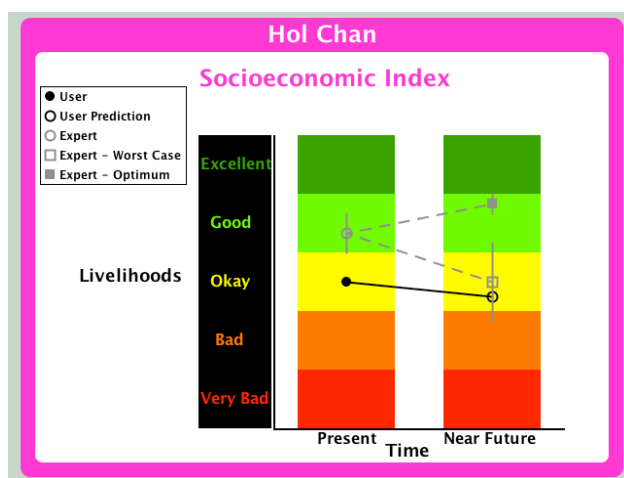 Hol Chan
Socioeconomic Index
User
User Prediction
Expert
Expert - Worst Case
Expert - Optimum
Excellent
Good
Livelihoods
Okay
Bad
Very Bad
Present
Near Future
Time